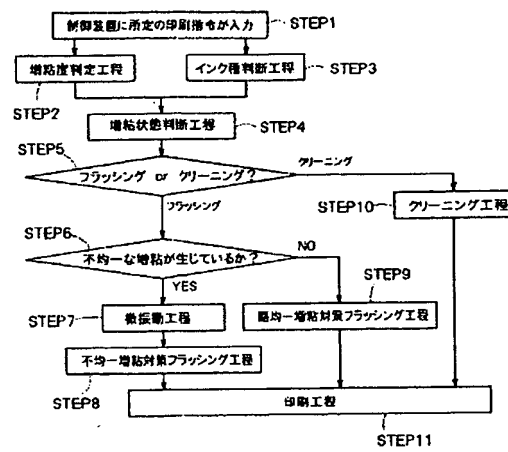 制御装置に所定の印刷指令が入力
STEP1
増粘度判定工程
インク種判断工程
STEP2
STEP3
増粘状態判断工程
STEP4
STEP5
フラッシング or クリーニング?
クリーニング
フラッシング
STEP10
クリーニング工程
STEP6
不均一な増粘が生じているか?
NO
YES
STEP9
STEP7
微振動工程
略均一増粘対策フラッシング工程
不均一増粘対策フラッシング工程
STEP8
印刷工程
STEP11